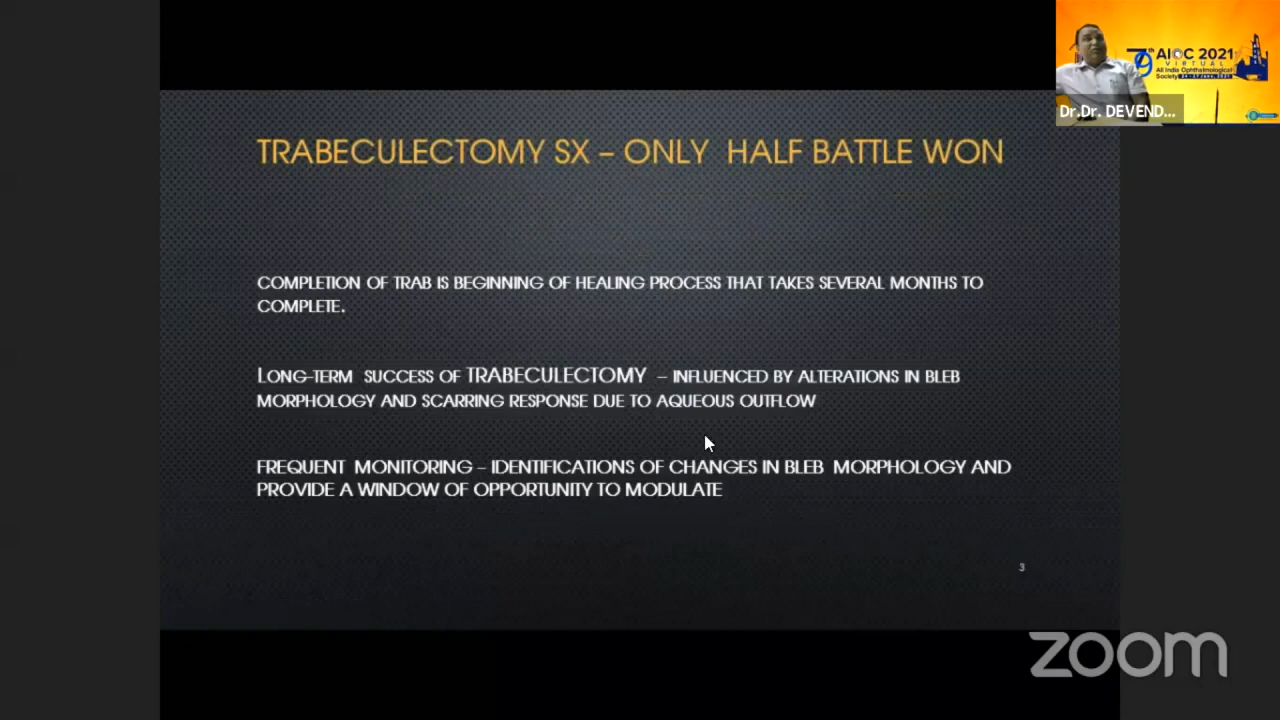 TRABECULECTOMY SX – ONLY HALF BATTLE WON
COMPLETION OF TRAB IS BEGINNING OF HEALING PROCESS THAT TAKES SEVERAL MONTHS TO
COMPLETE.
LONG-TERM SUCCESS OF TRABECULECTOMY – INFLUENCED BY ALTERATIONS IN BLEB
MORPHOLOGY AND SCARRING RESPONSE DUE TO AQUEOUS OUTFLOW
FREQUENT MONITORING – IDENTIFICATIONS OF CHANGES IN BLEB MORPHOLOGY AND
PROVIDE A WINDOW OF OPPORTUNITY TO MODULATE
3
79th AIOC 2021
VIRTUAL
All India Ophthalmological
Society
Dr.Dr. DEVEND...
zoom